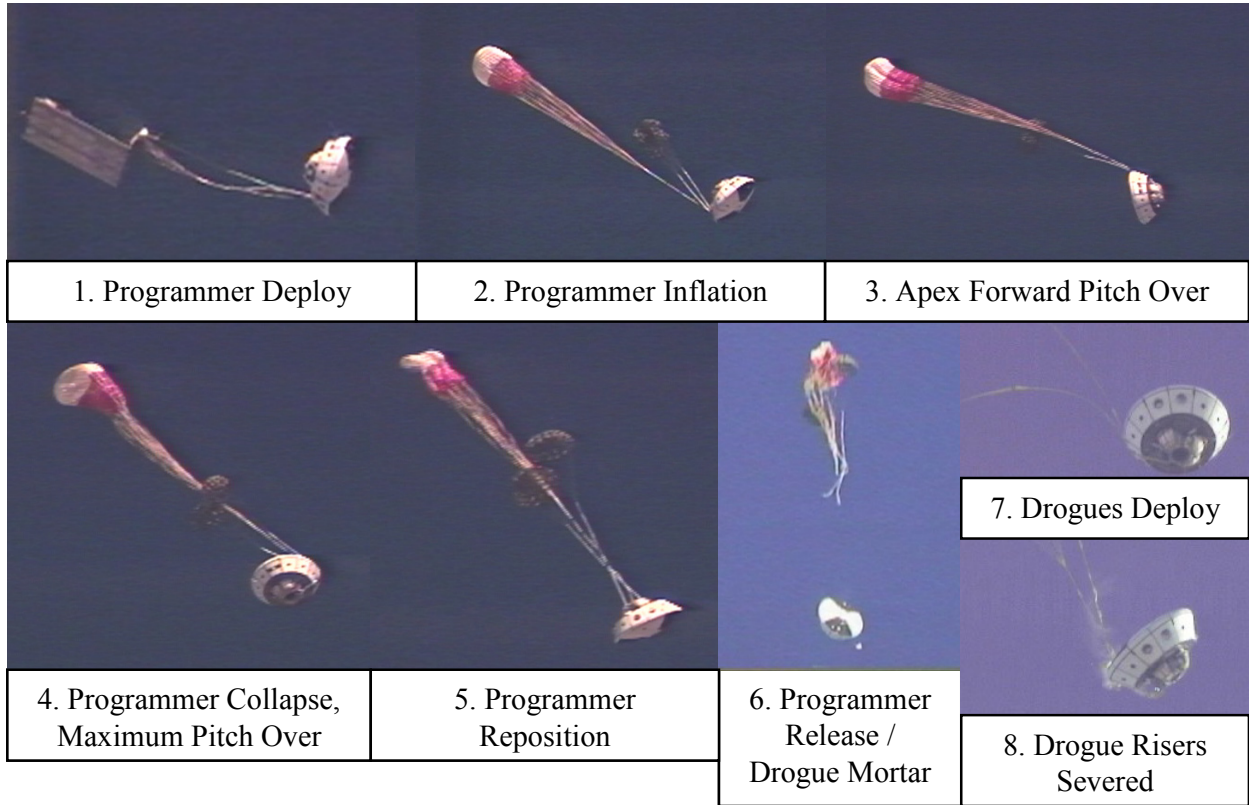 1. Programmer Deploy
2. Programmer Inflation
3. Apex Forward Pitch Over
4. Programmer Collapse,
Maximum Pitch Over
5. Programmer
Reposition
6. Programmer
Release /
Drogue Mortar
7. Drogues Deploy
8. Drogue Risers
Severed